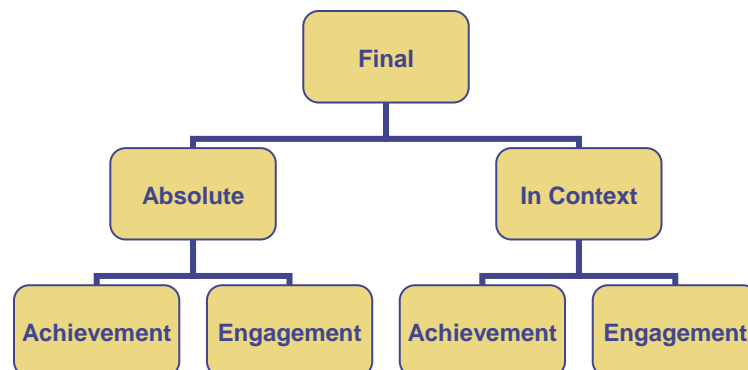 Final
Absolute
In Context
Achievement
Engagement
Achievement
Engagement